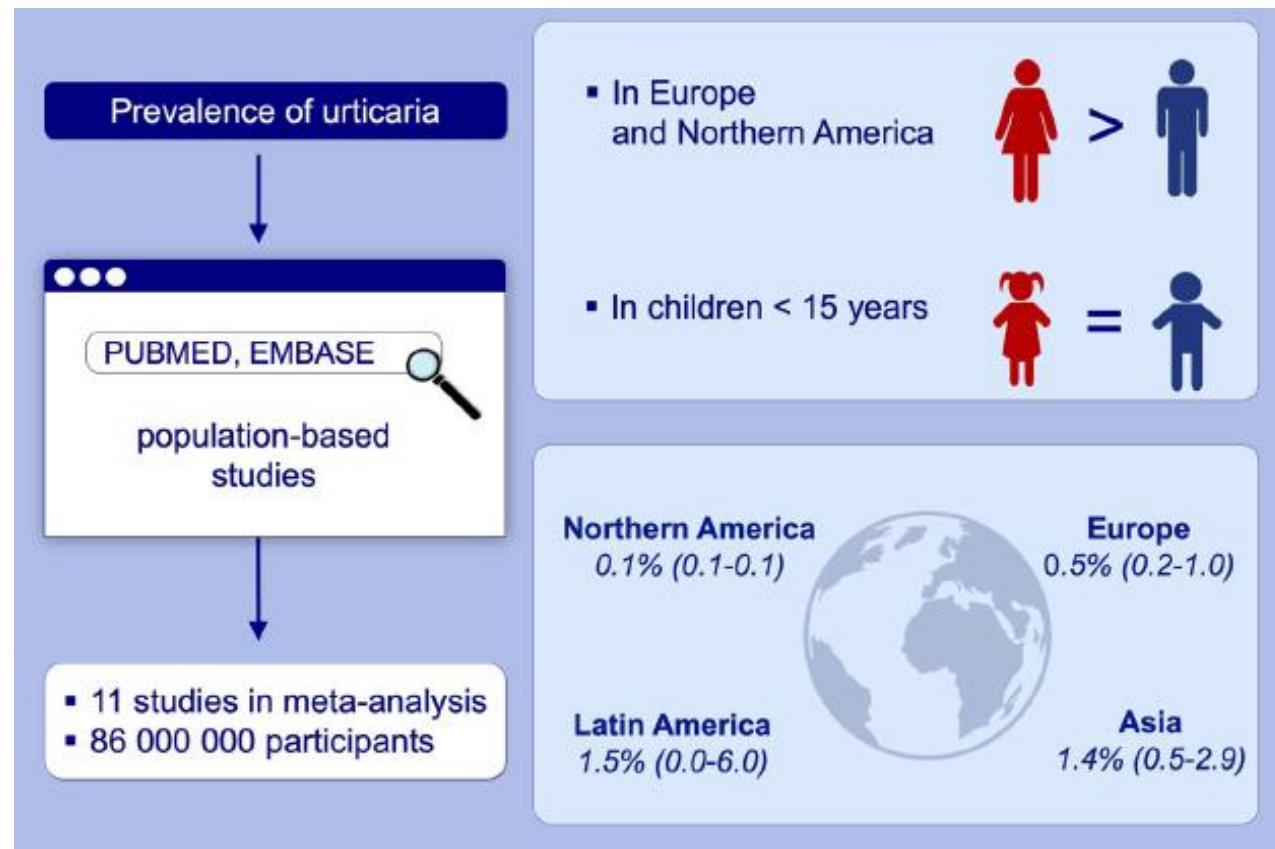 Prevalence of urticaria
PUBMED, EMBASE
population-based
studies
▪ 11 studies in meta-analysis
▪ 86 000 000 participants
▪ In Europe
and Northern America
>
▪ In children < 15 years
=
Northern America
0.1% (0.1-0.1)
Europe
0.5% (0.2-1.0)
Latin America
1.5% (0.0-6.0)
Asia
1.4% (0.5-2.9)